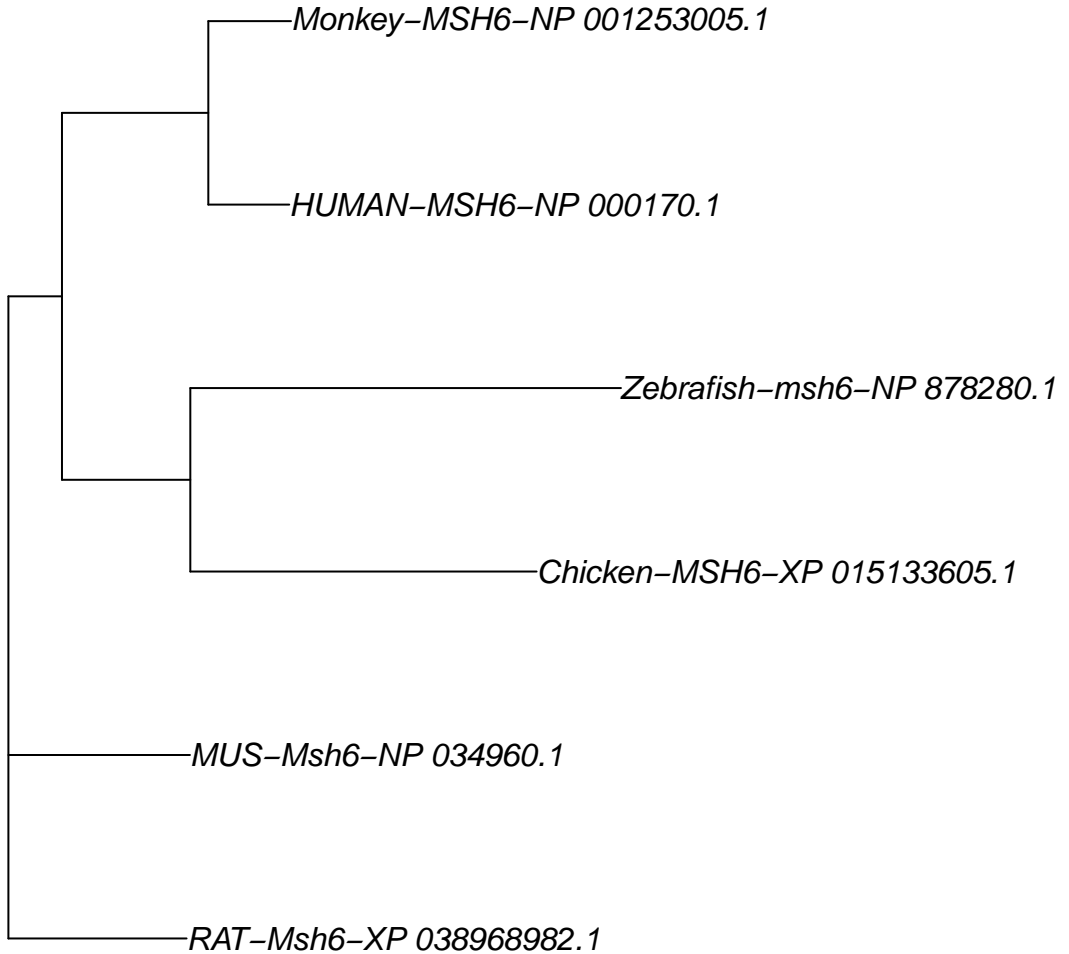 Monkey−MSH6−NP 001253005.1
HUMAN−MSH6−NP 000170.1
Zebrafish−msh6−NP 878280.1
Chicken−MSH6−XP 015133605.1
MUS−Msh6−NP 034960.1
RAT−Msh6−XP 038968982.1